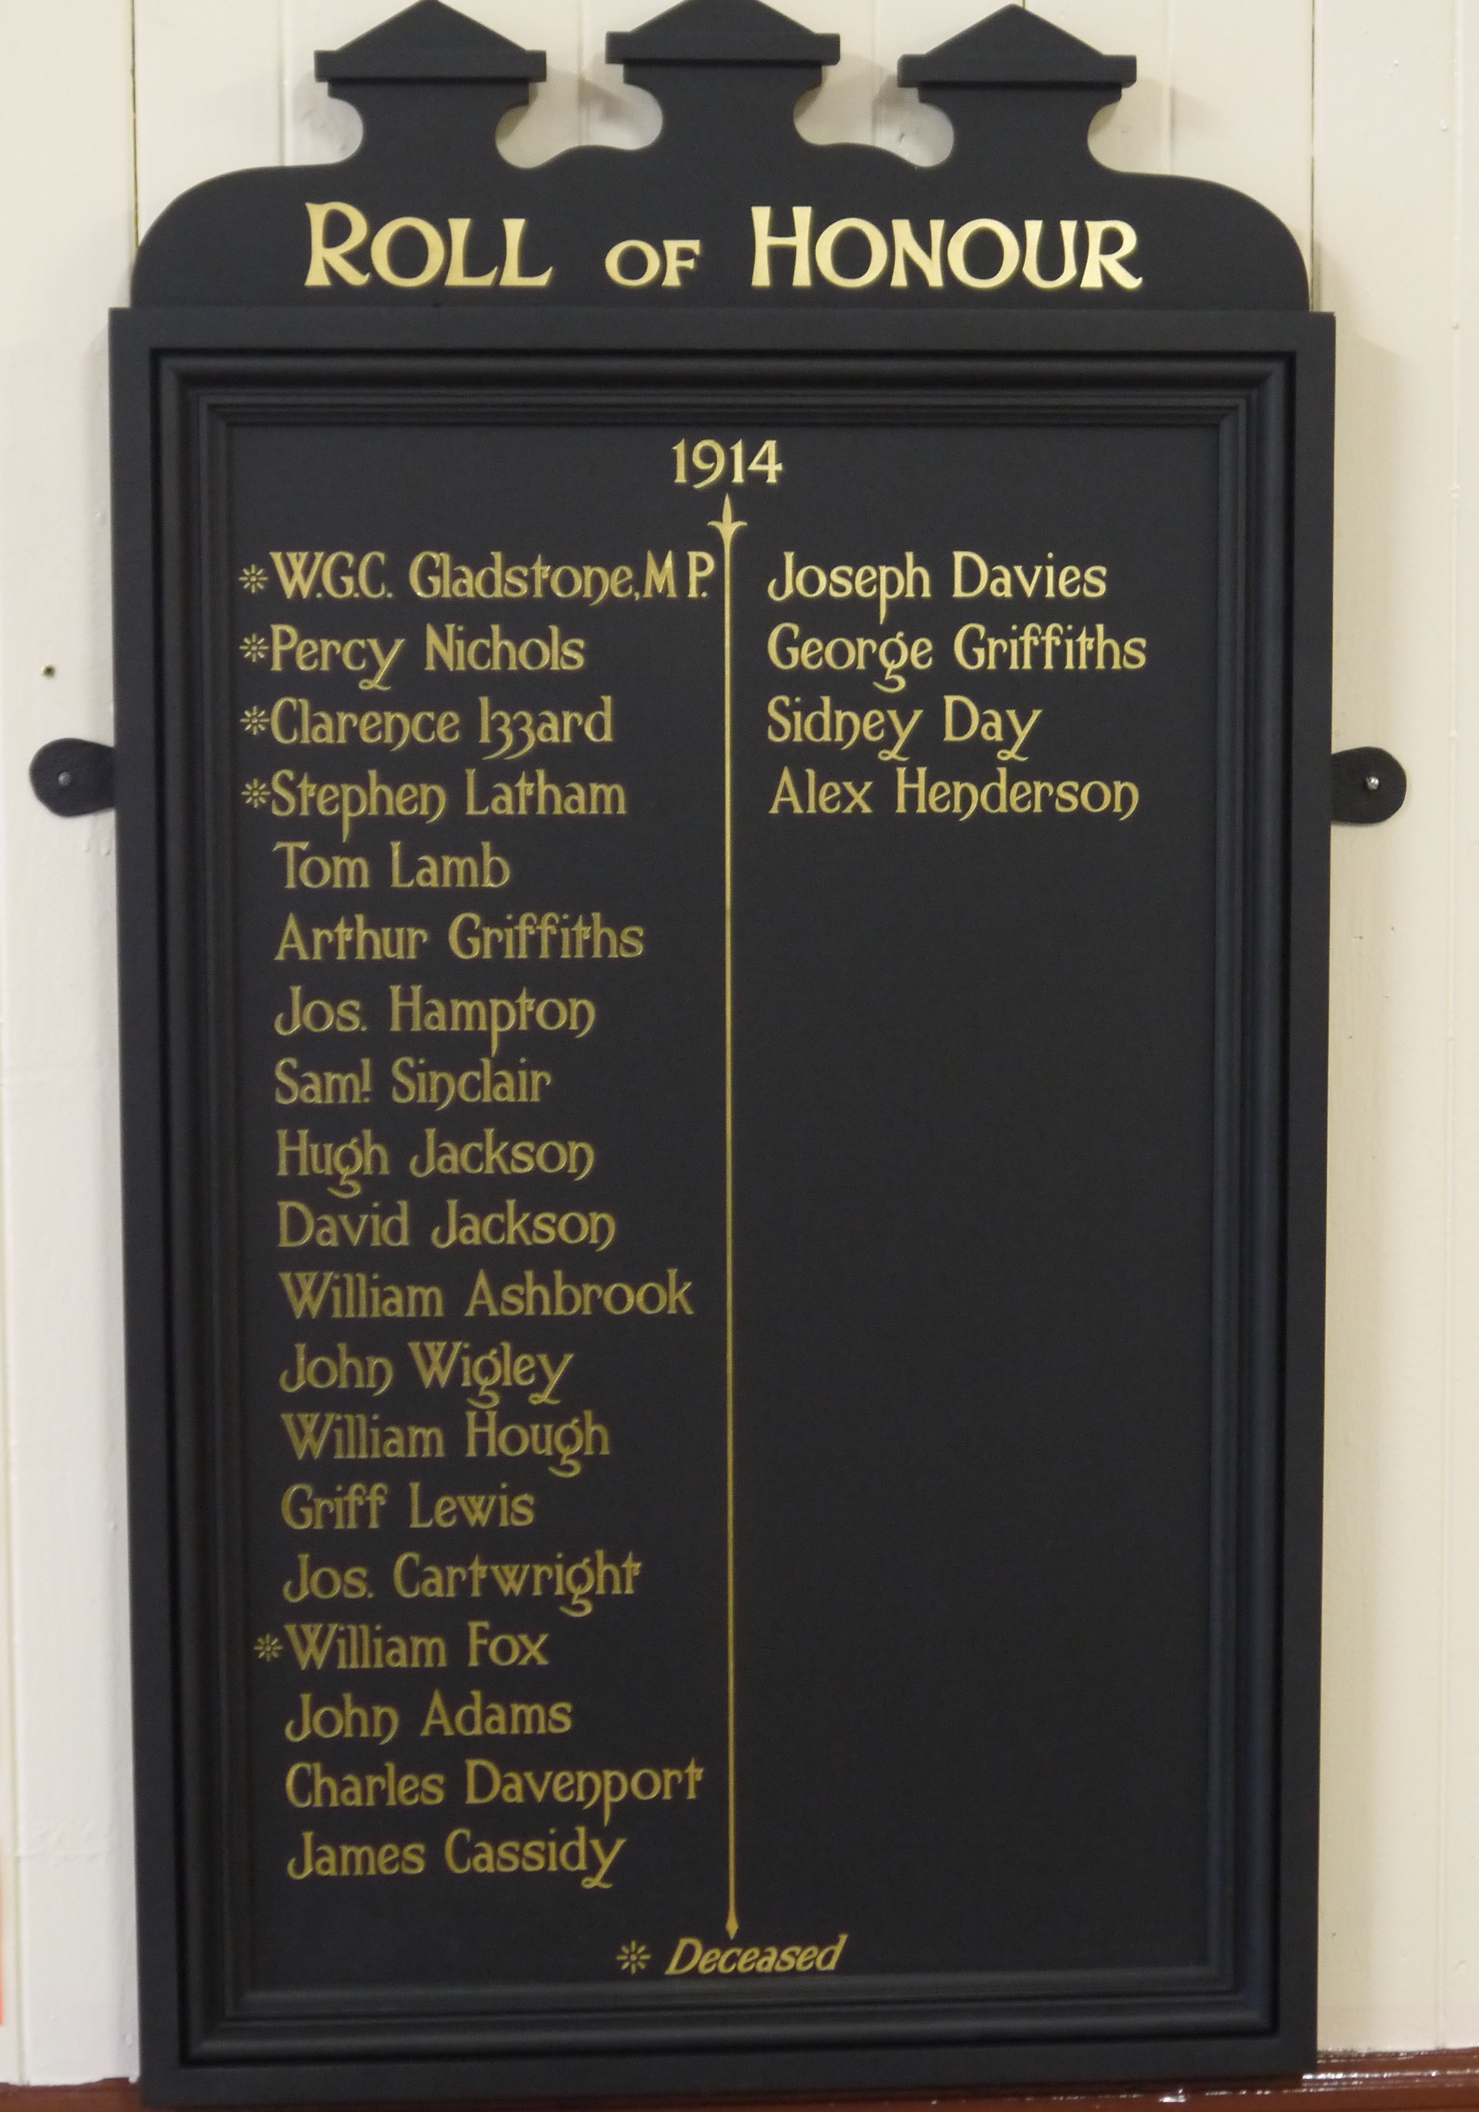 ROLL OF HONOUR
1914
*W.G.C. Gladstone, M P.
*Percy Nichols
*Clarence Izzard
*Stephen Latham
Tom Lamb
Arthur Griffiths
Jos. Hampton
Saml. Sinclair
Hugh Jackson
David Jackson
William Ashbrook
John Wigley
William Hough
Griff Lewis
Jos. Cartwright
*William Fox
John Adams
Charles Davenport
James Cassidy
Joseph Davies
George Griffiths
Sidney Day
Alex Henderson
* Deceased